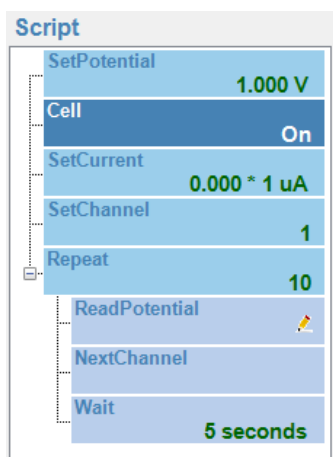 Script
SetPotential
1.000 V
Cell
On
SetCurrent
0.000 * 1 uA
SetChannel
1
Repeat
10
ReadPotential
NextChannel
Wait
5 seconds